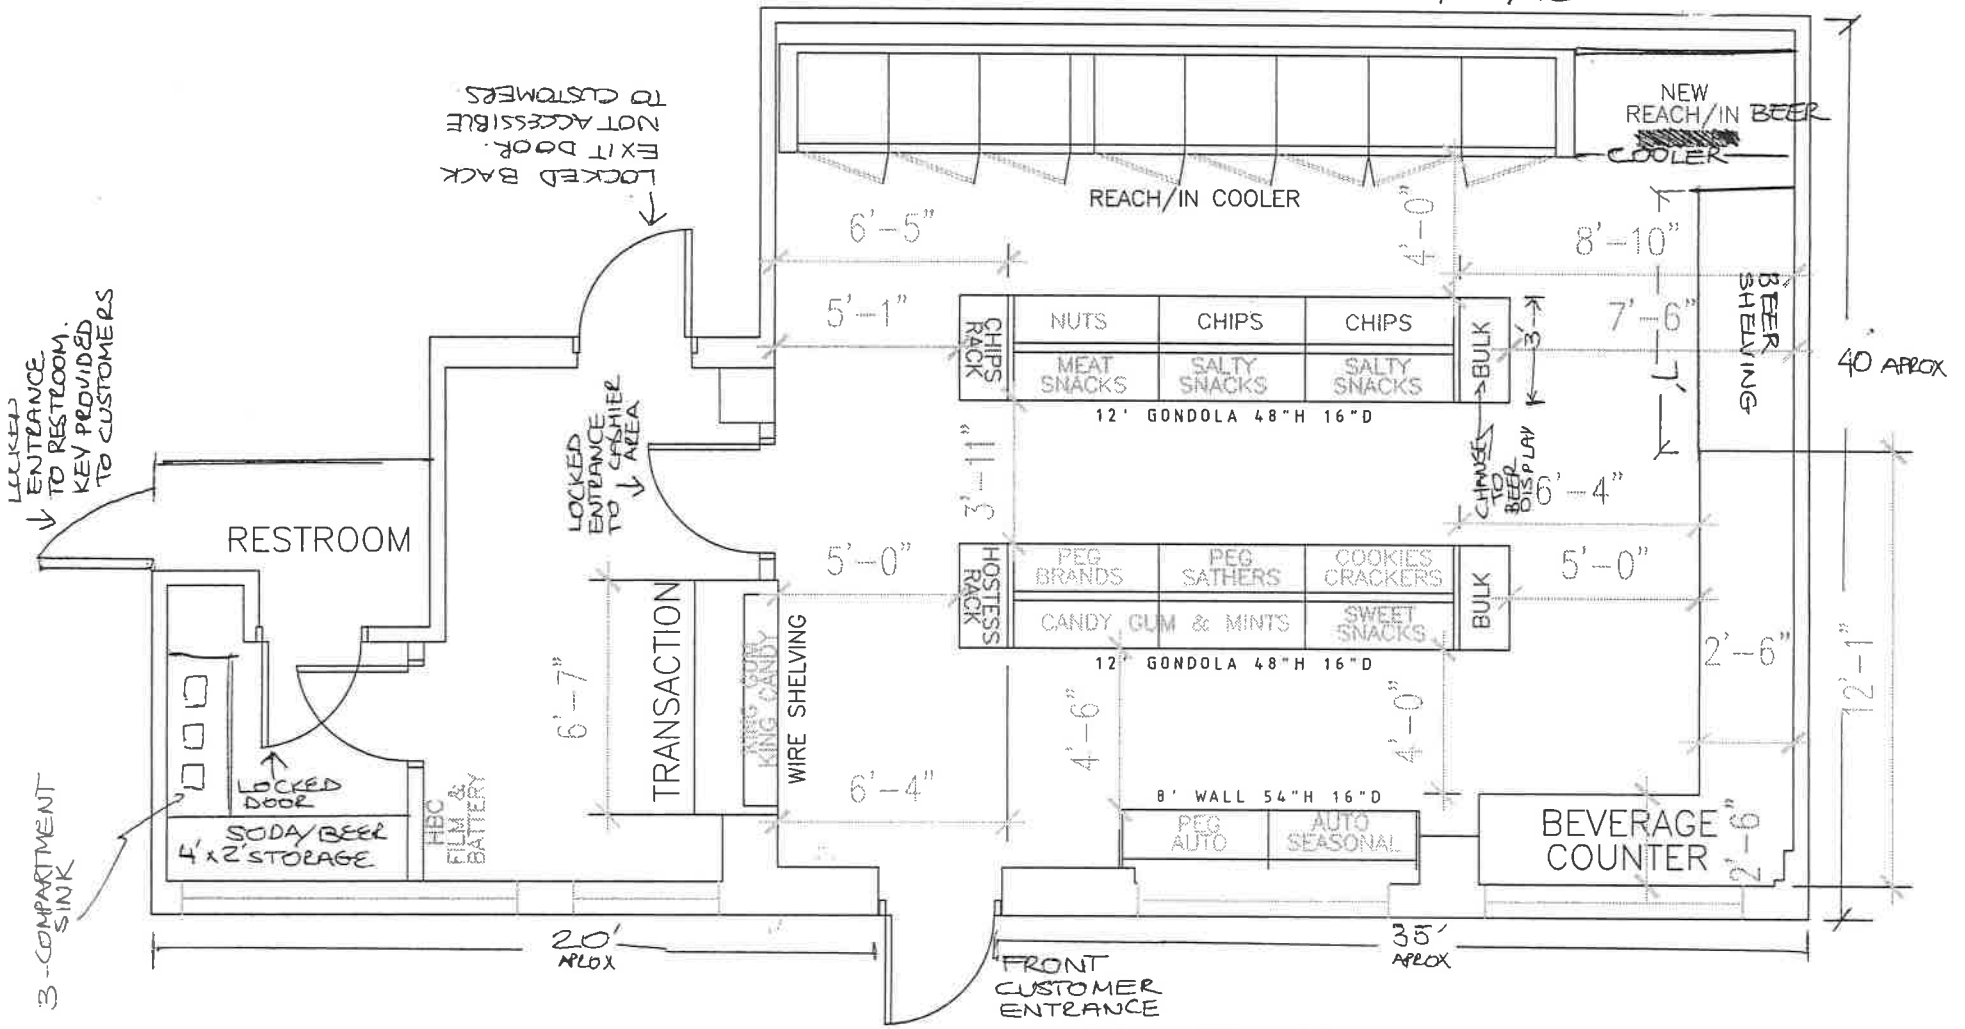 NEW
REACH/IN BEER
COOLER
TO CUSTOMERS
NOT ACCESSIBLE
EXIT DOOR.
LOCKED BACK
REACH/IN COOLER
6'-5"
4'-0"
8'-10"
5'-1"
7'-6"
BEER
SHELVING
40' APROX
CHIPS
RACK
NUTS
CHIPS
CHIPS
MEAT
SNACKS
SALTY
SNACKS
SALTY
SNACKS
BULK
3'
7'
12' GONDOLA 48"H 16"D
CHANGE
TO
BEER
DISPLAY
LOCKED
ENTRANCE
TO RESTROOM.
KEY PROVIDED
TO CUSTOMERS
LOCKED
ENTRANCE
TO CASHIER
AREA
3'-11"
6'-4"
RESTROOM
5'-0"
HOSTESS
RACK
PEG
BRANDS
PEG
SATHERS
COOKIES
CRACKERS
CANDY GUM & MINTS
SWEET
SNACKS
BULK
5'-0"
12' GONDOLA 48"H 16"D
2'-6"
12'-1"
6'-7"
TRANSACTION
KING CANDY
WIRE SHELVING
6'-4"
4'-6"
4'-0"
8' WALL 54"H 16"D
PEG
AUTO
AUTO
SEASONAL
BEVERAGE
COUNTER
2'-6"
LOCKED
DOOR
SODA/BEER
4'x2' STORAGE
HBC
FILM &
BATTERY
3-COMPARTMENT
SINK
20'
APROX
35'
APROX
FRONT
CUSTOMER
ENTRANCE